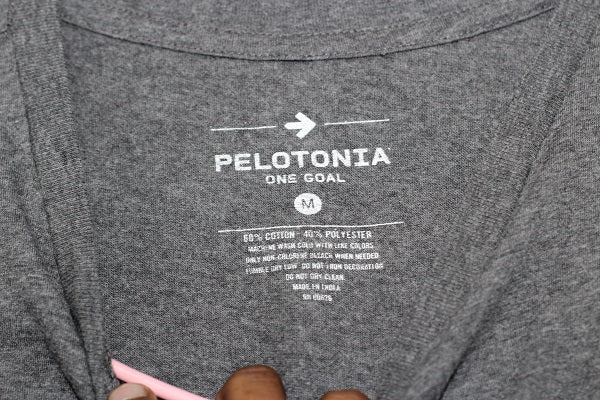 PELOTONIA
ONE GOAL
M
60% COTTON - 40% POLYESTER
MACHINE WASH COLD WITH LIKE COLORS
ONLY NON-CHLORINE BLEACH WHEN NEEDED
TUMBLE DRY LOW. DO NOT IRON DECORATION
DO NOT DRY CLEAN
MADE IN INDIA
RN